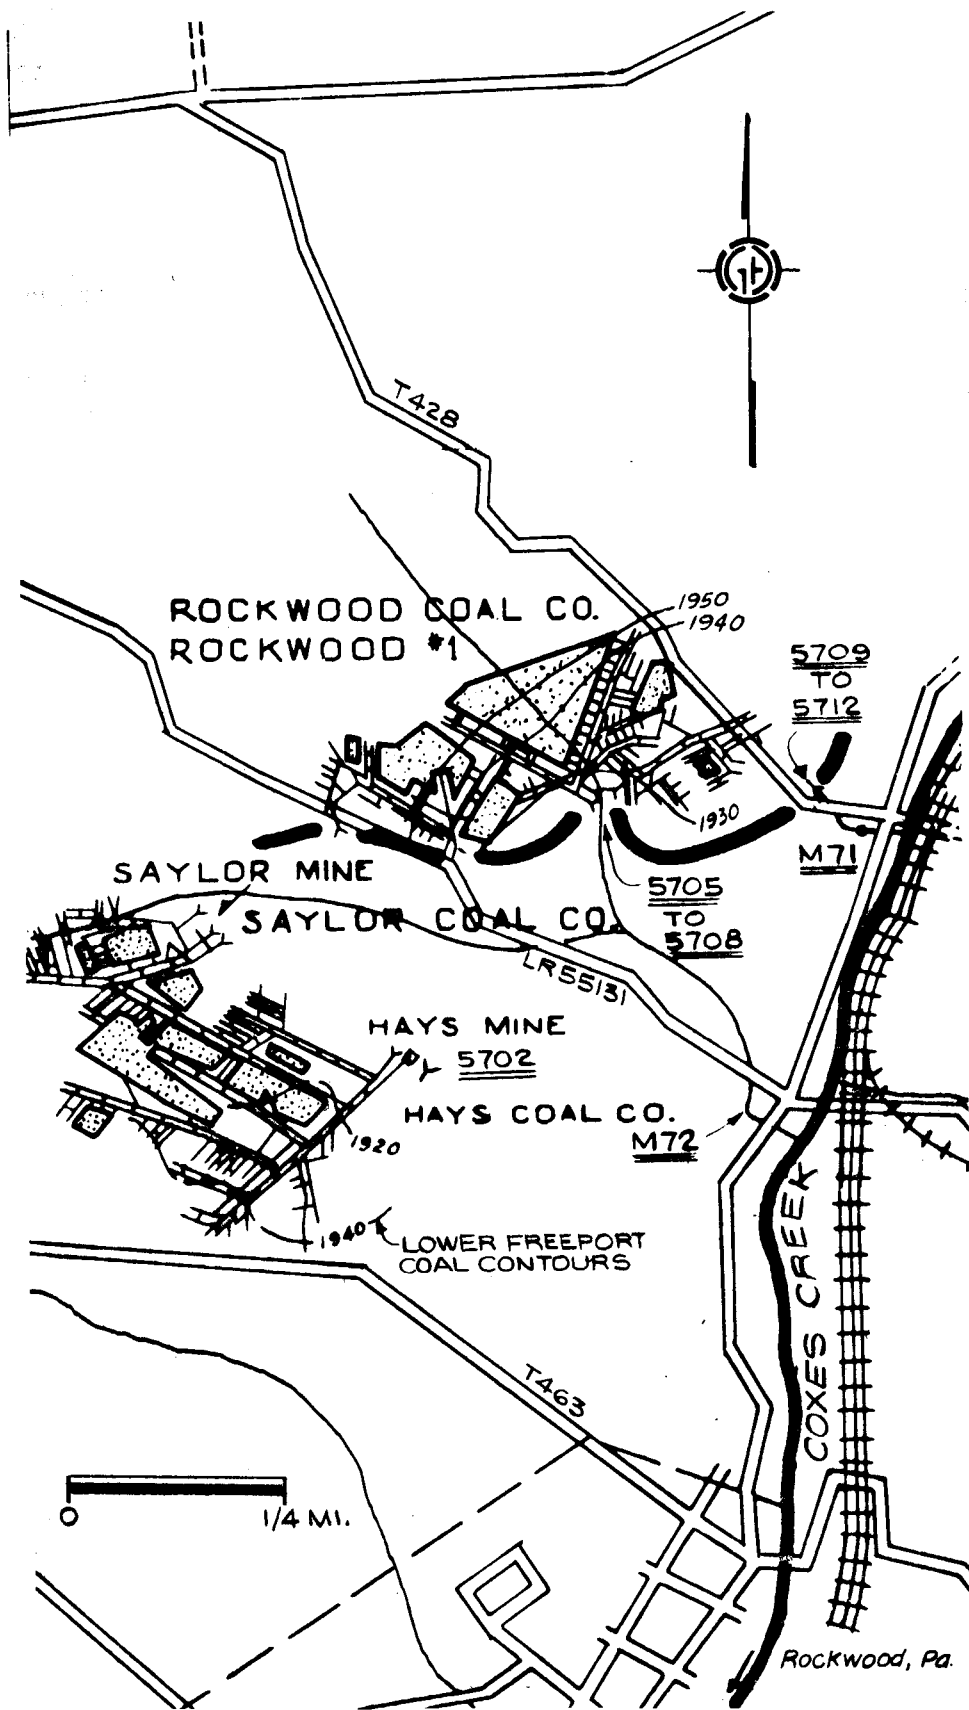 T428
ROCKWOOD COAL CO.
ROCKWOOD #1
1950
1940
5709
TO
5712
1930
M71
SAYLOR MINE
5705
TO
5708
SAYLOR COAL CO.
LR55131
HAYS MINE
5702
HAYS COAL CO.
M72
1920
1940
LOWER FREEPORT
COAL CONTOURS
COXES CREEK
T463
0 1/4 MI.
Rockwood, Pa.